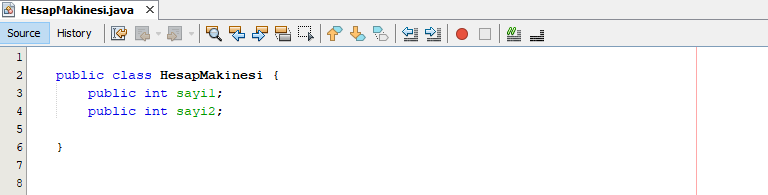 HesapMakinesi.java
Source History
1
2 public class HesapMakinesi {
3 public int sayi1;
4 public int sayi2;
5
6 }
7
8